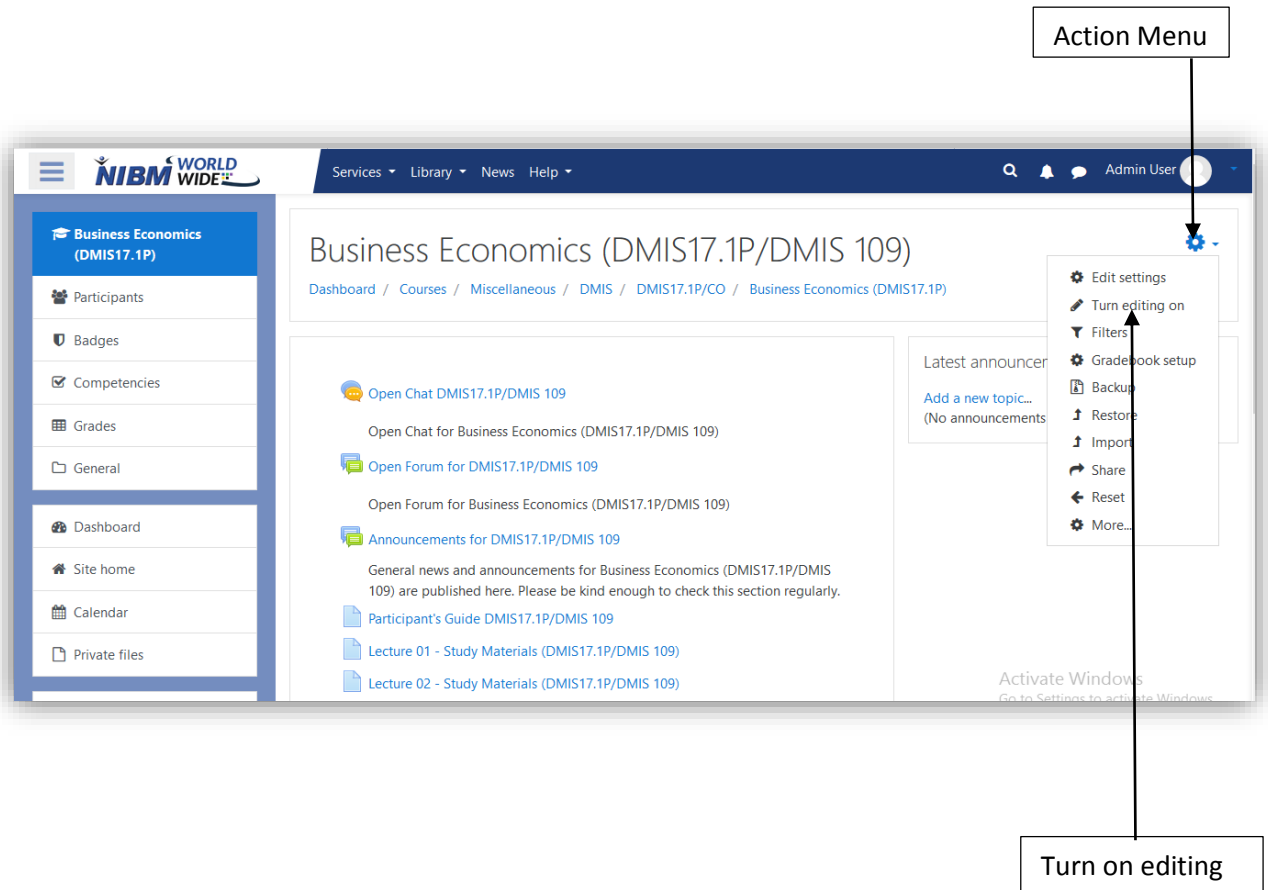 Action Menu
NIBM WORLD WIDE
Services Library News Help
Admin User
Business Economics
(DMIS17.1P)
Participants
Badges
Competencies
Grades
General
Dashboard
Site home
Calendar
Private files
Business Economics (DMIS17.1P/DMIS 109)
Dashboard / Courses / Miscellaneous / DMIS / DMIS17.1P/CO / Business Economics (DMIS17.1P)
Open Chat DMIS17.1P/DMIS 109
Open Chat for Business Economics (DMIS17.1P/DMIS 109)
Open Forum for DMIS17.1P/DMIS 109
Open Forum for Business Economics (DMIS17.1P/DMIS 109)
Announcements for DMIS17.1P/DMIS 109
General news and announcements for Business Economics (DMIS17.1P/DMIS
109) are published here. Please be kind enough to check this section regularly.
Participant's Guide DMIS17.1P/DMIS 109
Lecture 01 - Study Materials (DMIS17.1P/DMIS 109)
Lecture 02 - Study Materials (DMIS17.1P/DMIS 109)
Latest announcer
Add a new topic...
(No announcements
Edit settings
Turn editing on
Filters
Gradebook setup
Backup
Restore
Import
Share
Reset
More...
Activate Windows
Go to Settings to activate Windows.
Turn on editing